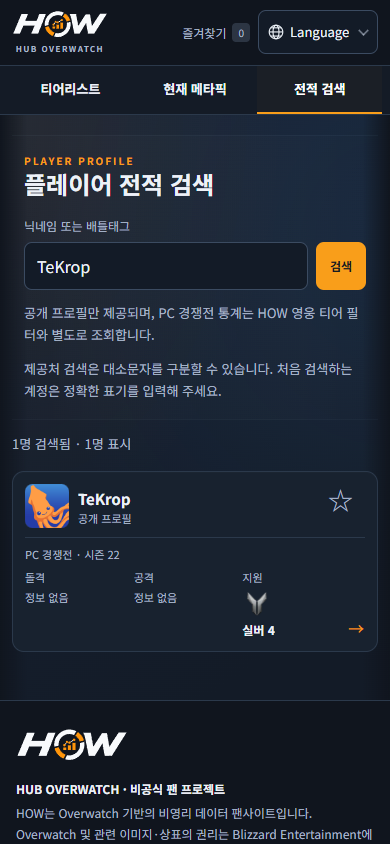 HOW
HUB OVERWATCH
즐겨찾기 0
Language
티어리스트 현재 메타픽 전적 검색
PLAYER PROFILE
플레이어 전적 검색
닉네임 또는 배틀태그
TeKrop 검색
공개 프로필만 제공되며, PC 경쟁전 통계는 HOW 영웅 티어 필
터와 별도로 조회합니다.
제공처 검색은 대소문자를 구분할 수 있습니다. 처음 검색하는
계정은 정확한 표기를 입력해 주세요.
1명 검색됨 · 1명 표시
TeKrop
공개 프로필
PC 경쟁전 · 시즌 22
돌격 공격 지원
정보 없음 정보 없음
실버 4 →
HOW
HUB OVERWATCH · 비공식 팬 프로젝트
HOW는 Overwatch 기반의 비영리 데이터 팬사이트입니다.
Overwatch 및 관련 이미지·상표의 권리는 Blizzard Entertainment에